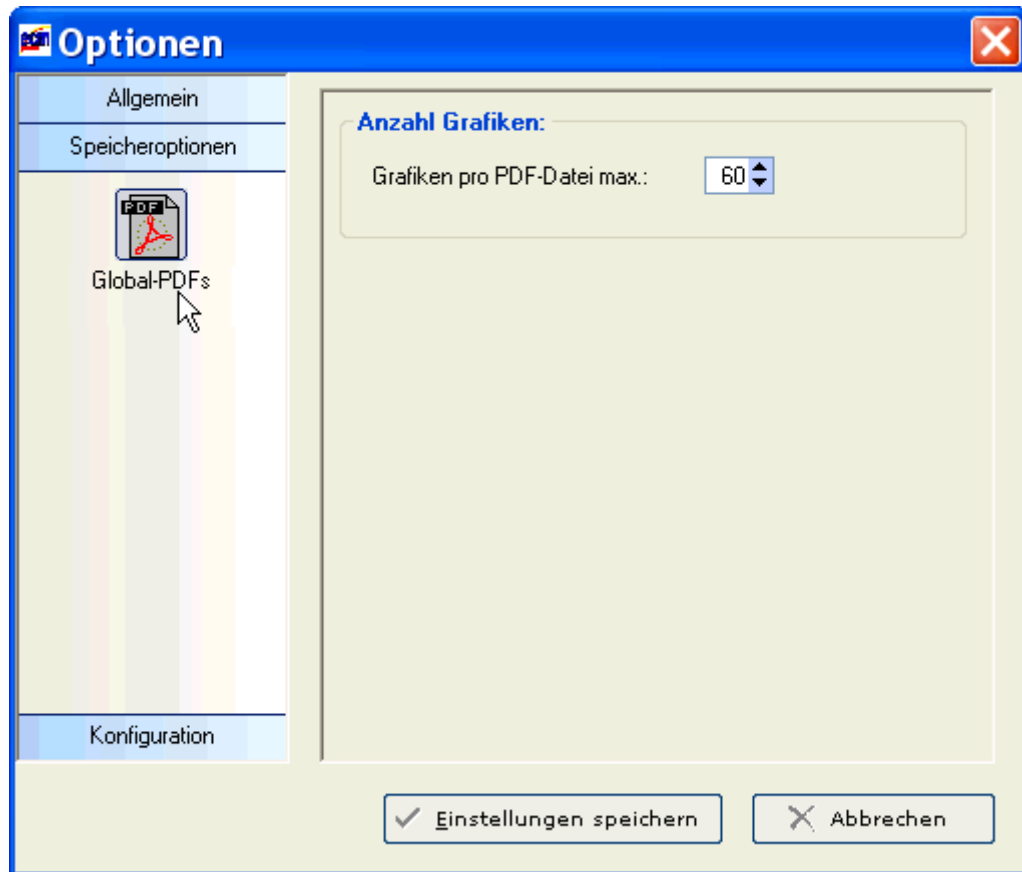 Optionen
Allgemein
Speicheroptionen
PDF
Global-PDFs
Konfiguration
Anzahl Grafiken:
Grafiken pro PDF-Datei max.: 60
Einstellungen speichern
Abbrechen